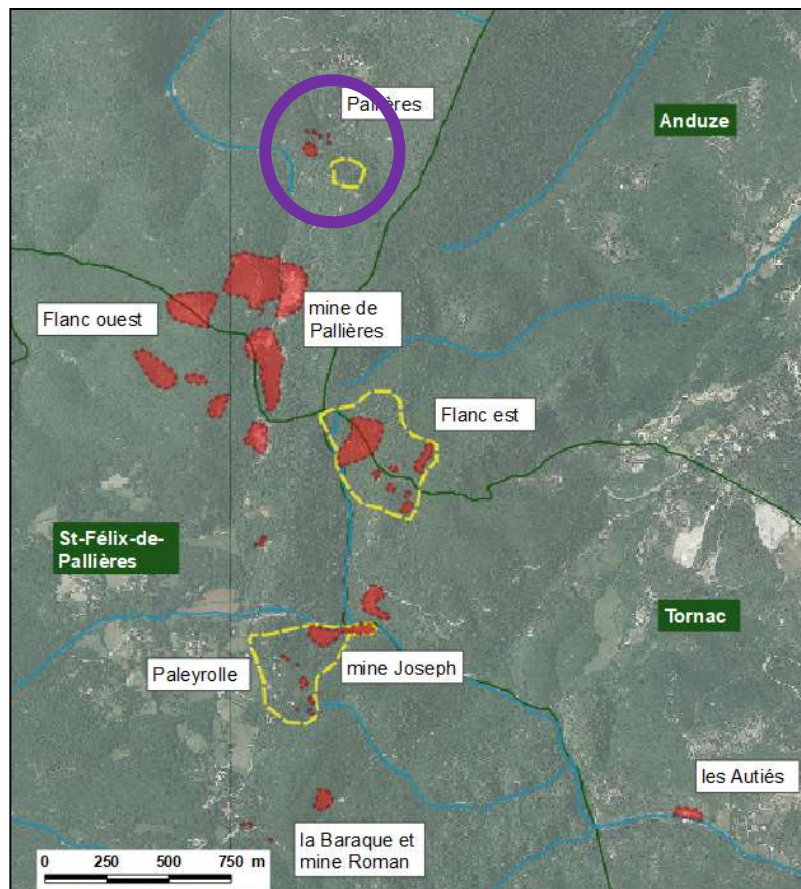 Pallières
Anduze
Flanc ouest
mine de
Pallières
Flanc est
St-Félix-de-
Pallières
Tornac
Paleyrolle
mine Joseph
les Autiés
la Baraque et
mine Roman
0 250 500 750 m